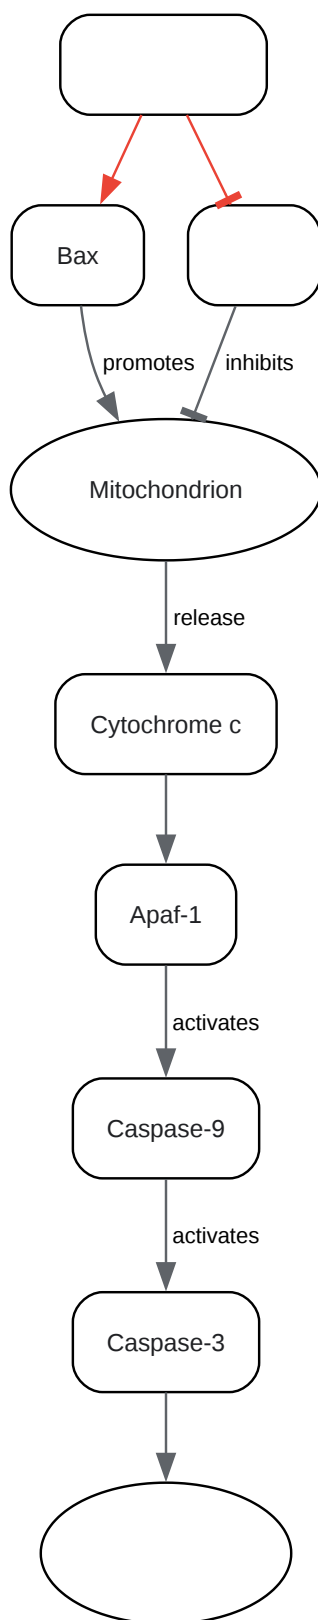 Bax
promotes
inhibits
Mitochondrion
release
Cytochrome c
Apaf-1
activates
Caspase-9
activates
Caspase-3